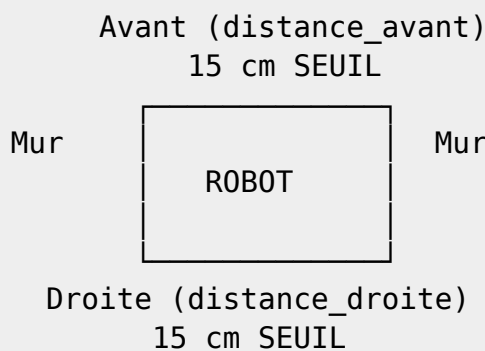 Avant (distance_avant)
15 cm SEUIL
Mur Mur
ROBOT
Droite (distance_droite)
15 cm SEUIL